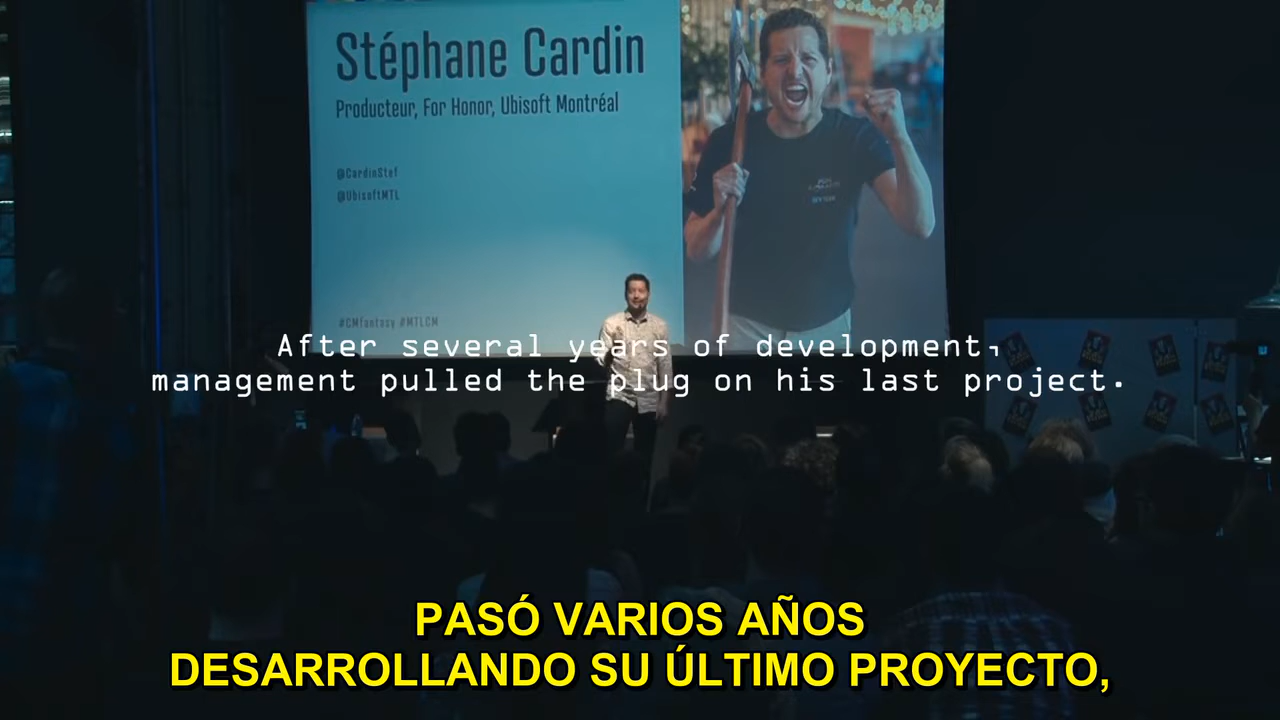 Stéphane Cardin
Producteur, For Honor, Ubisoft Montréal
@CardinStef
@UbisoftMTL
#CMfantasy #MTLCM
After several years of development,
management pulled the plug on his last project.
PASÓ VARIOS AÑOS
DESARROLLANDO SU ÚLTIMO PROYECTO,